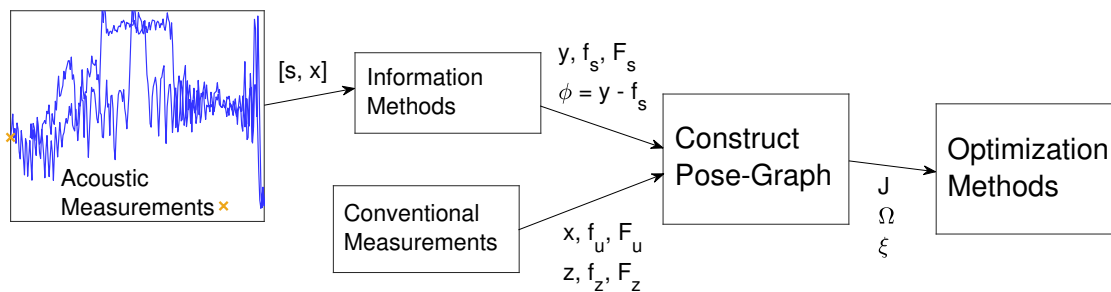 Acoustic
Measurements
[s, x]
Information
Methods
y, f_s, F_s
ϕ = y - f_s
Conventional
Measurements
x, f_u, F_u
z, f_z, F_z
Construct
Pose-Graph
J
Ω
ξ
Optimization
Methods